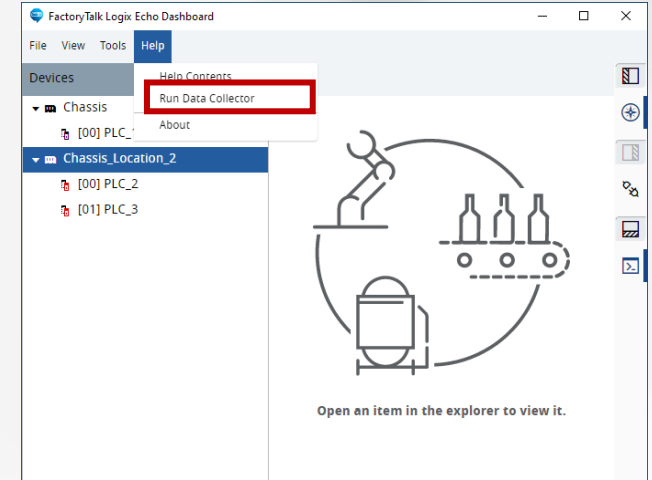 FactoryTalk Logix Echo Dashboard
File View Tools Help
Devices
Help Contents
Run Data Collector
About
Chassis
[00] PLC_
Chassis_Location_2
[00] PLC_2
[01] PLC_3
Open an item in the explorer to view it.